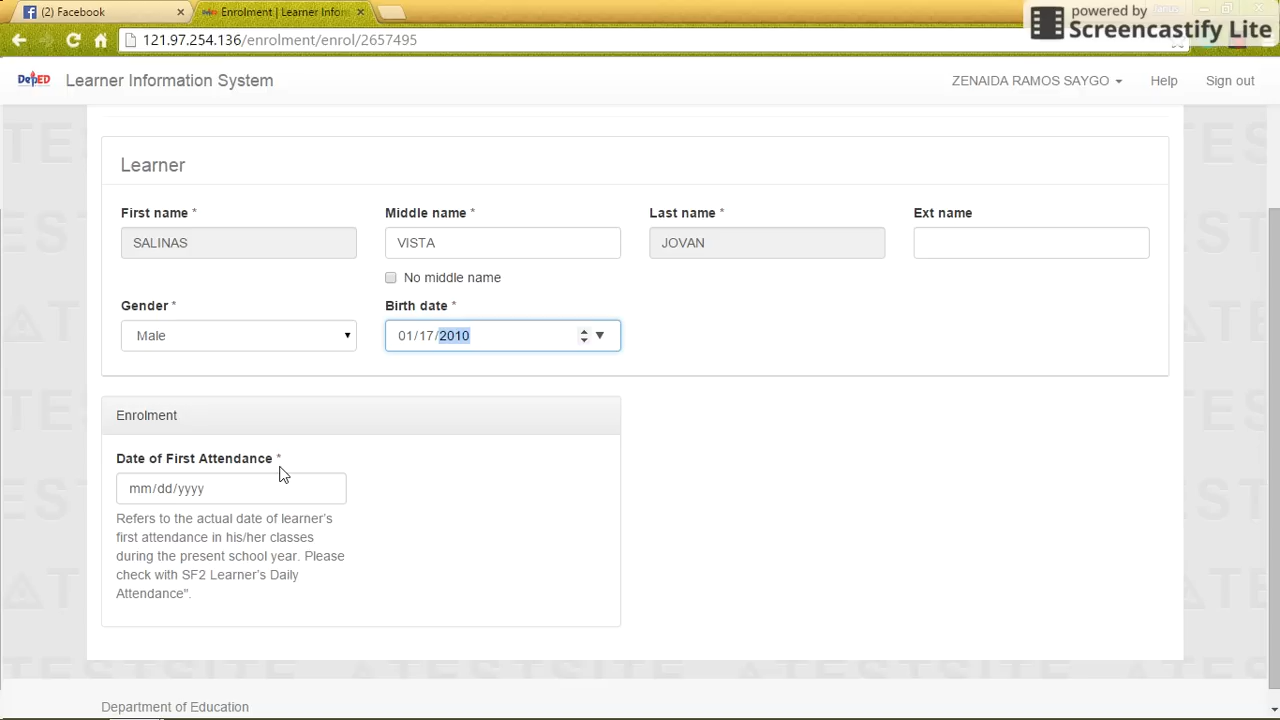 (2) Facebook
Enrolment | Learner Inform
powered by
Screencastify Lite
121.97.254.136/enrolment/enrol/2657495
DepED
Learner Information System
ZENAIDA RAMOS SAYGO
Help
Sign out
Learner
First name *
Middle name *
Last name *
Ext name
SALINAS
VISTA
JOVAN
No middle name
Gender *
Birth date *
Male
01/17/2010
Enrolment
Date of First Attendance *
mm/dd/yyyy
Refers to the actual date of learner's
first attendance in his/her classes
during the present school year. Please
check with SF2 Learner's Daily
Attendance".
TESTSITE
Department of Education